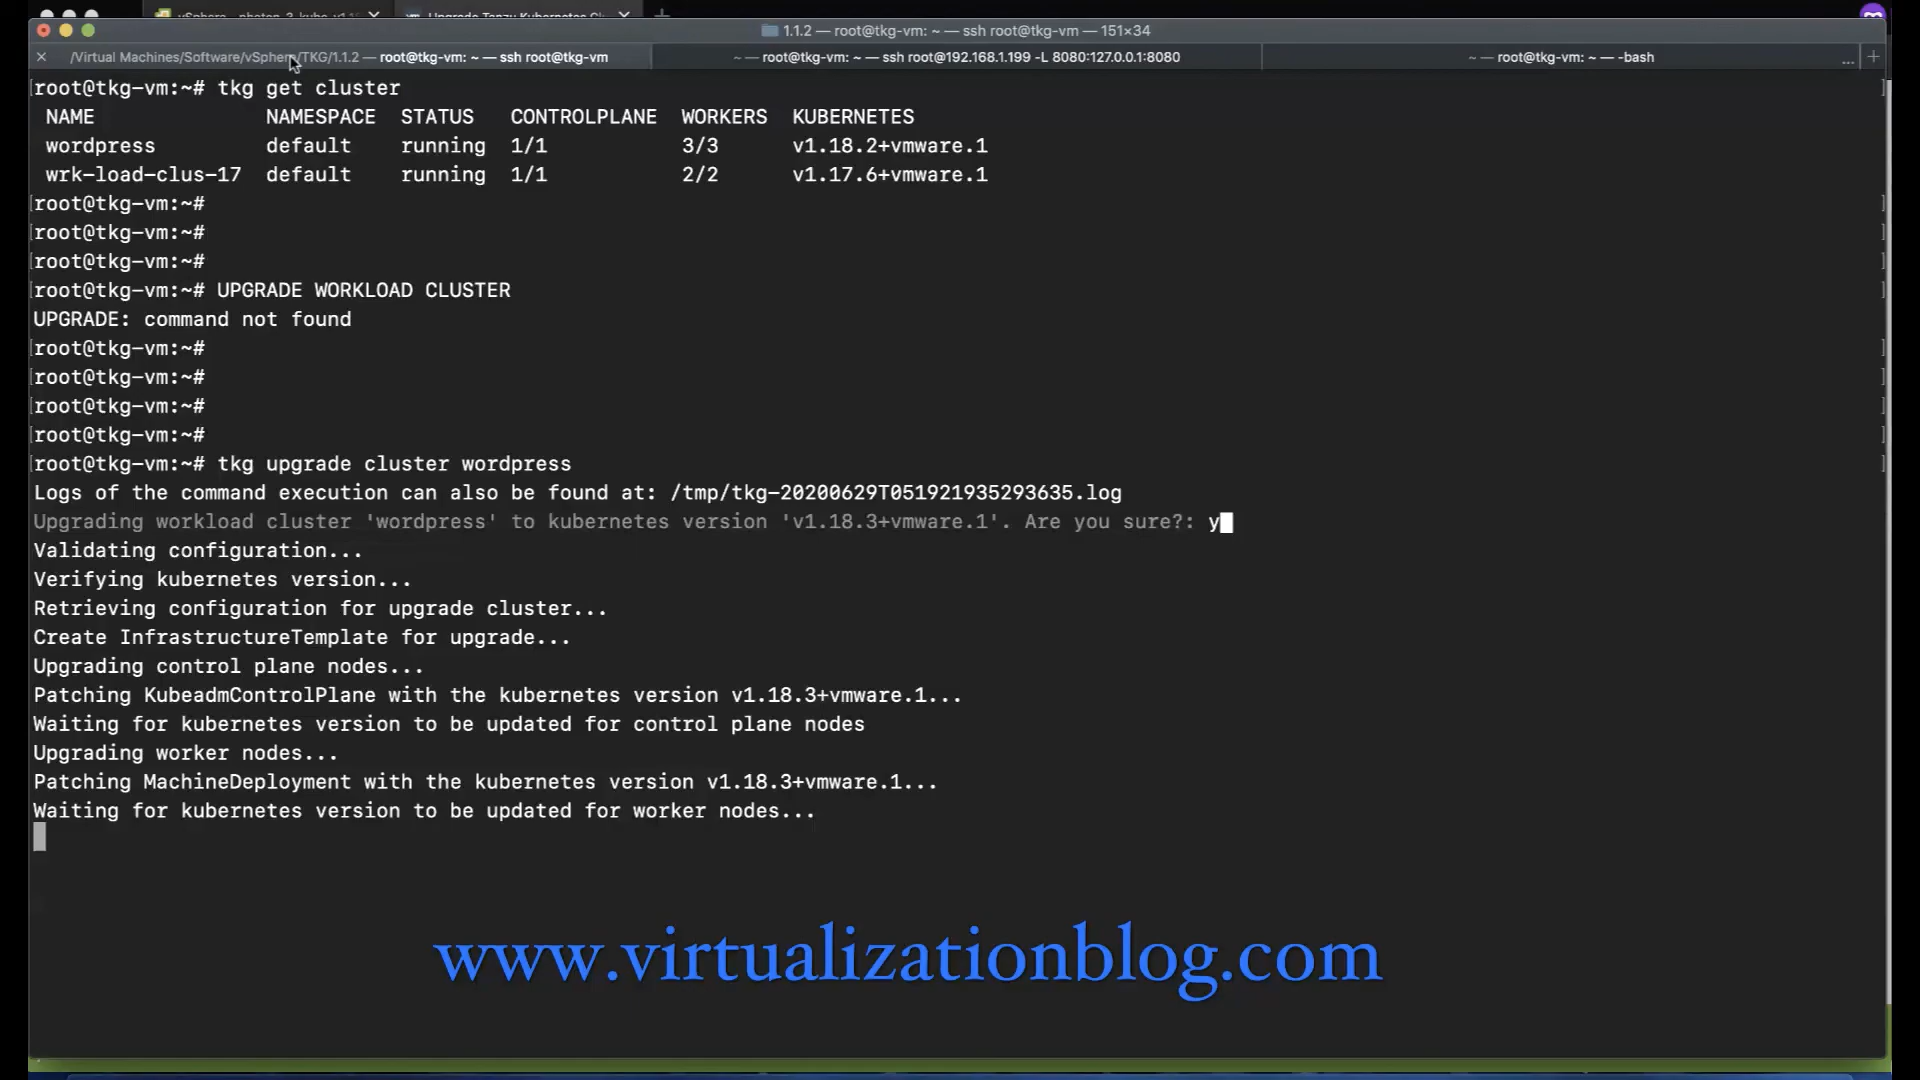 vSphere – photon-3-kube-v1.1
Upgrade Tanzu Kubernetes Cl
1.1.2 — root@tkg-vm: ~ — ssh root@tkg-vm — 151×34
/Virtual Machines/Software/vSphere/TKG/1.1.2 — root@tkg-vm: ~ — ssh root@tkg-vm
~ — root@tkg-vm: ~ — ssh root@192.168.1.199 -L 8080:127.0.0.1:8080
~ — root@tkg-vm: ~ — -bash
root@tkg-vm:~# tkg get cluster
NAME NAMESPACE STATUS CONTROLPLANE WORKERS KUBERNETES
wordpress default running 1/1 3/3 v1.18.2+vmware.1
wrk-load-clus-17 default running 1/1 2/2 v1.17.6+vmware.1
root@tkg-vm:~#
root@tkg-vm:~#
root@tkg-vm:~#
root@tkg-vm:~# UPGRADE WORKLOAD CLUSTER
UPGRADE: command not found
root@tkg-vm:~#
root@tkg-vm:~#
root@tkg-vm:~#
root@tkg-vm:~#
root@tkg-vm:~# tkg upgrade cluster wordpress
Logs of the command execution can also be found at: /tmp/tkg-20200629T051921935293635.log
Upgrading workload cluster 'wordpress' to kubernetes version 'v1.18.3+vmware.1'. Are you sure?: y
Validating configuration...
Verifying kubernetes version...
Retrieving configuration for upgrade cluster...
Create InfrastructureTemplate for upgrade...
Upgrading control plane nodes...
Patching KubeadmControlPlane with the kubernetes version v1.18.3+vmware.1...
Waiting for kubernetes version to be updated for control plane nodes
Upgrading worker nodes...
Patching MachineDeployment with the kubernetes version v1.18.3+vmware.1...
Waiting for kubernetes version to be updated for worker nodes...
www.virtualizationblog.com